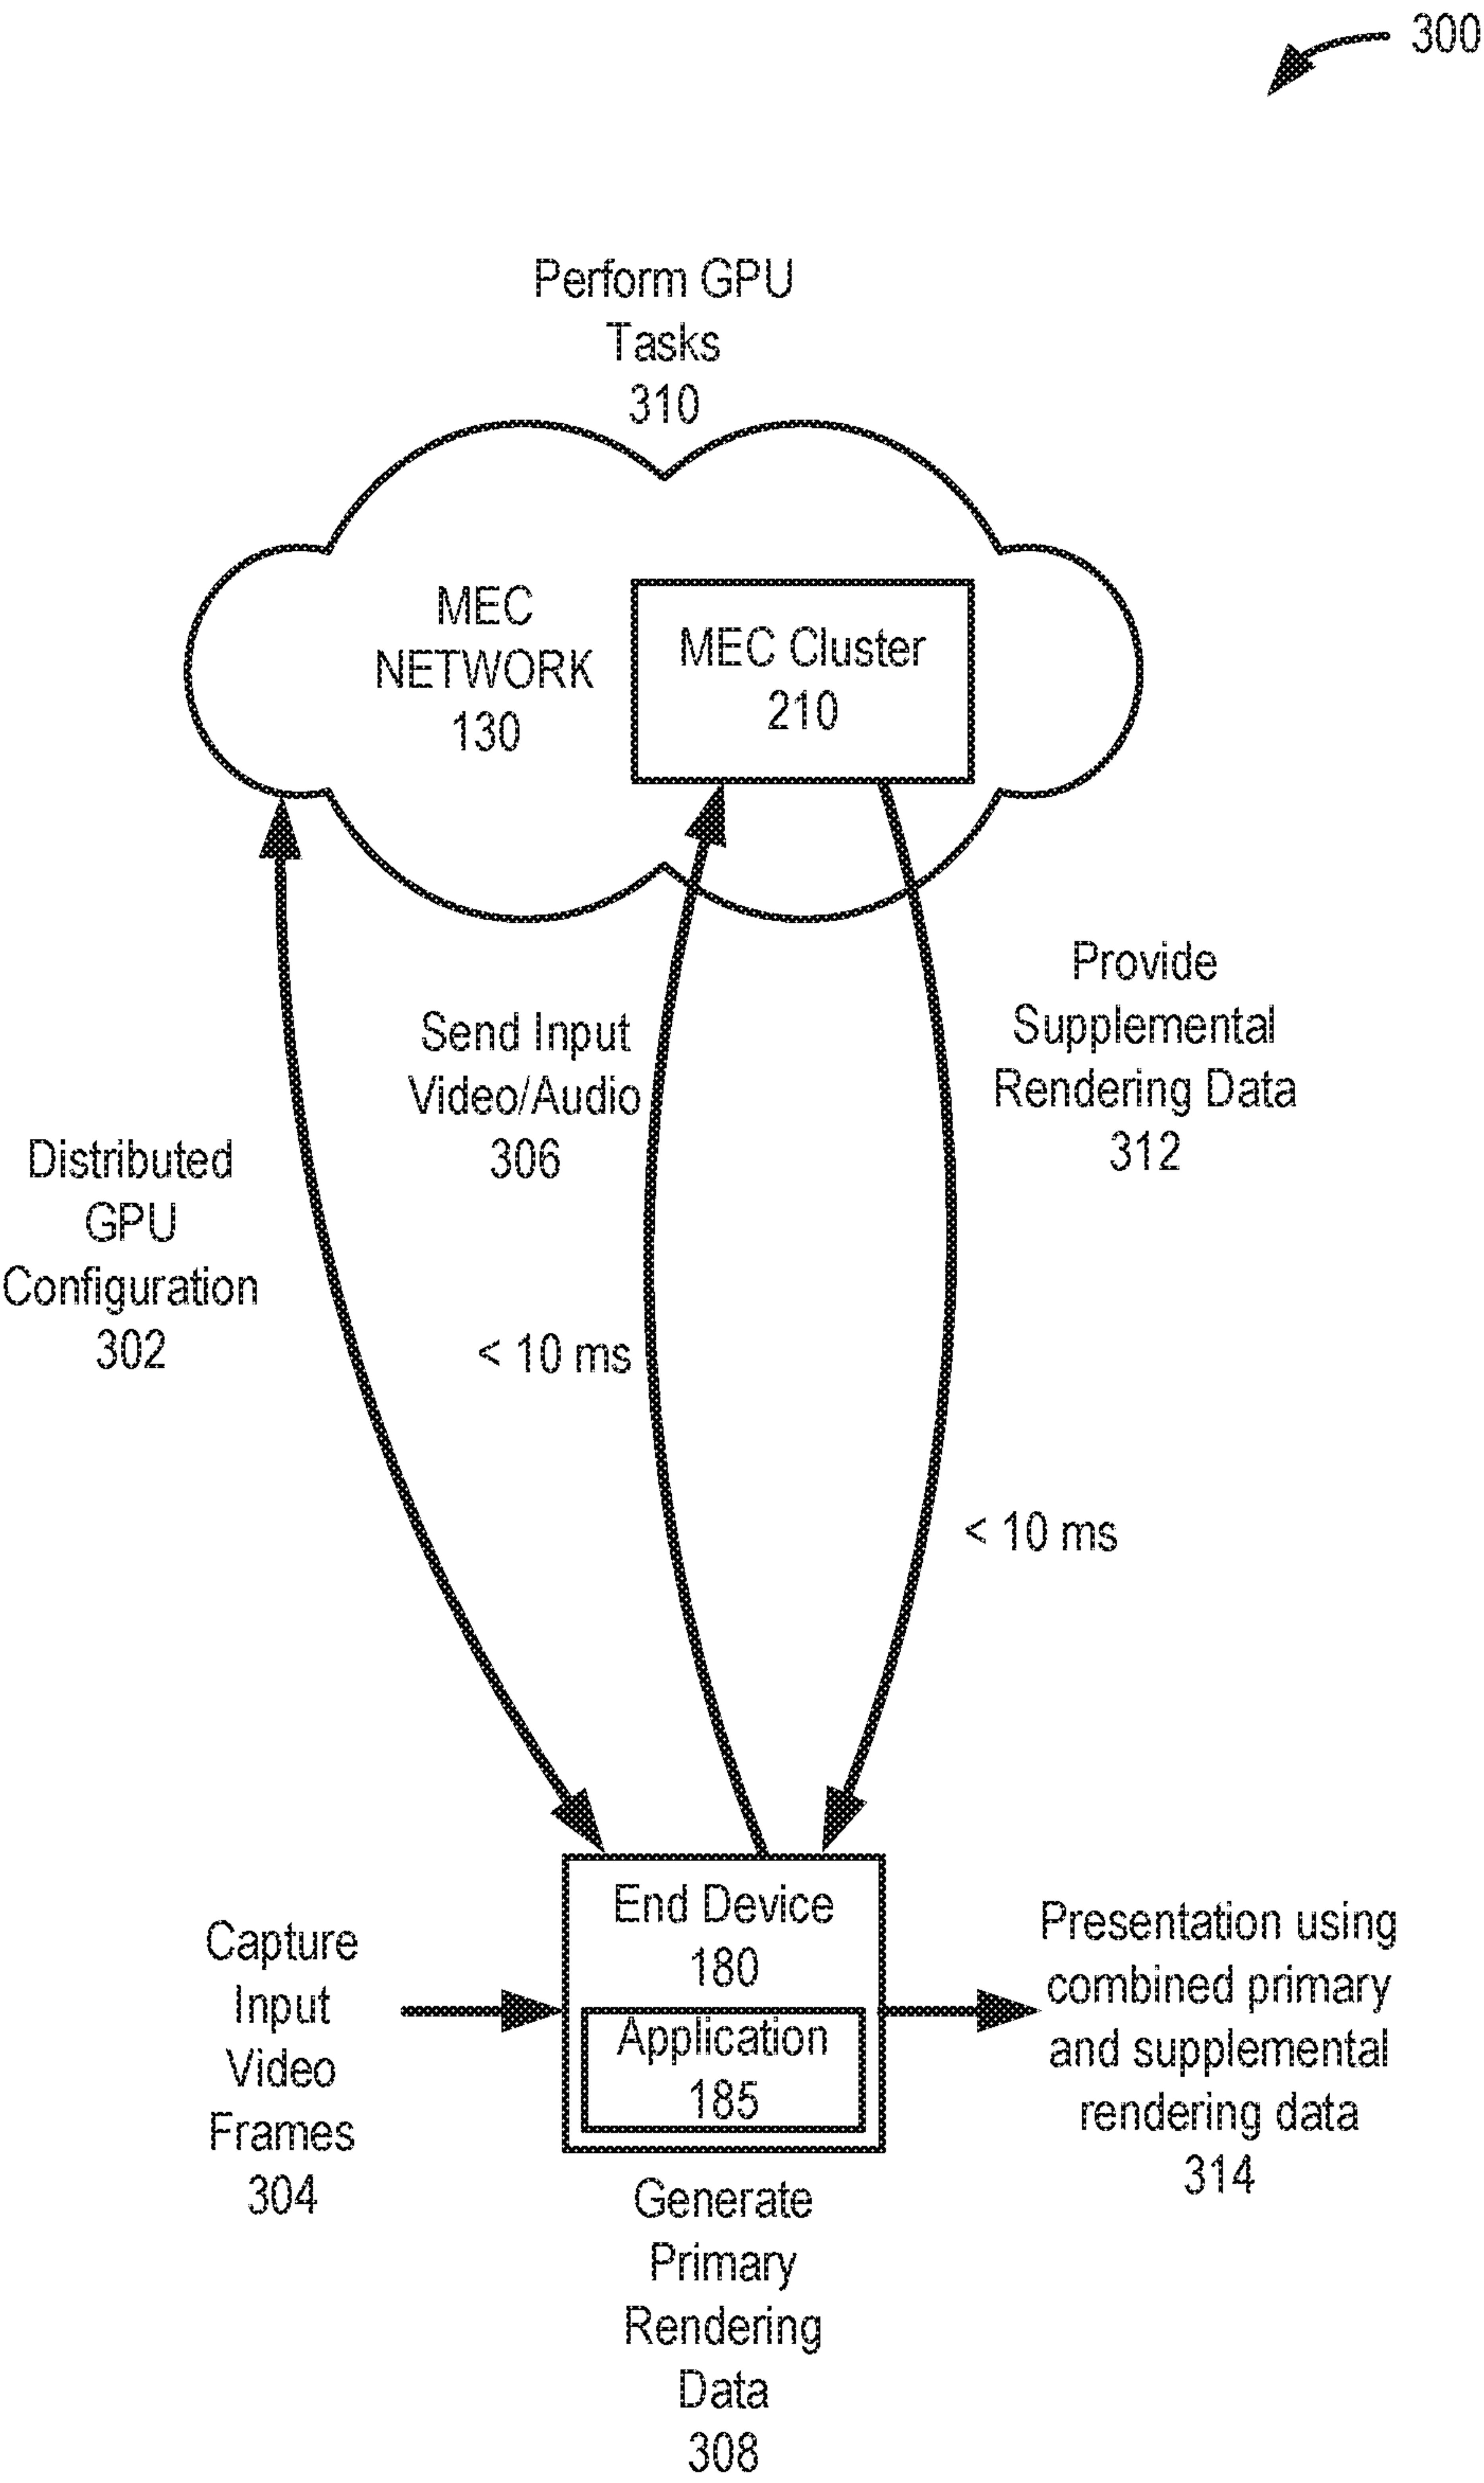 300
Perform GPU
Tasks
310
MEC
NETWORK
130
MEC Cluster
210
Provide
Supplemental
Rendering Data
312
Send Input
Video/Audio
306
Distributed
GPU
Configuration
302
< 10 ms
< 10 ms
End Device
180
Application
185
Capture
Input
Video
Frames
304
Presentation using
combined primary
and supplemental
rendering data
314
Generate
Primary
Rendering
Data
308